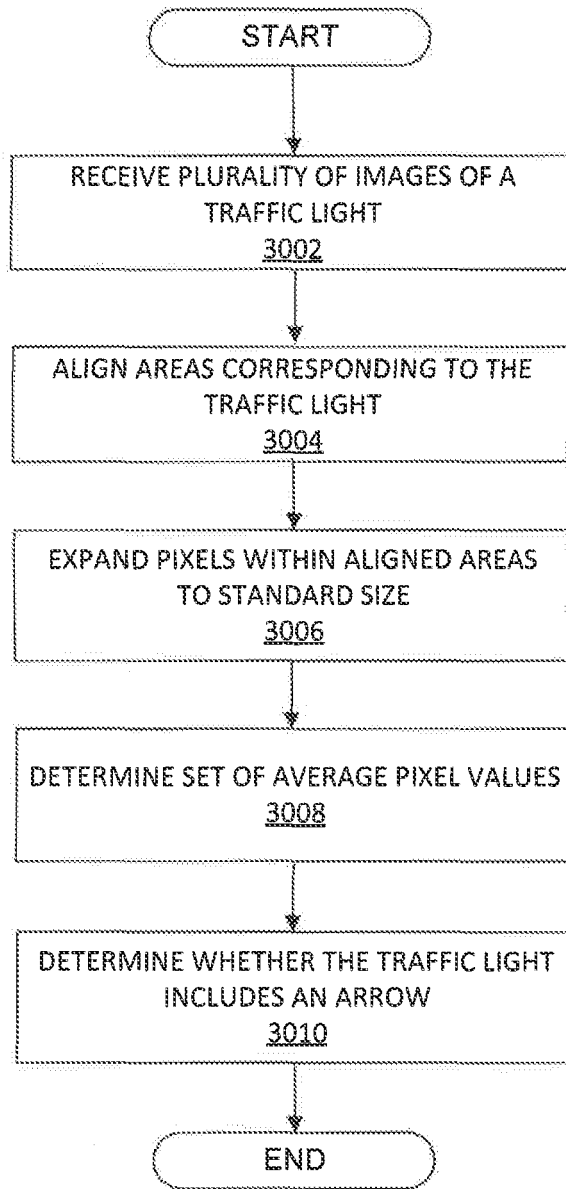 START
RECEIVE PLURALITY OF IMAGES OF A
TRAFFIC LIGHT
3002
ALIGN AREAS CORRESPONDING TO THE
TRAFFIC LIGHT
3004
EXPAND PIXELS WITHIN ALIGNED AREAS
TO STANDARD SIZE
3006
DETERMINE SET OF AVERAGE PIXEL VALUES
3008
DETERMINE WHETHER THE TRAFFIC LIGHT
INCLUDES AN ARROW
3010
END